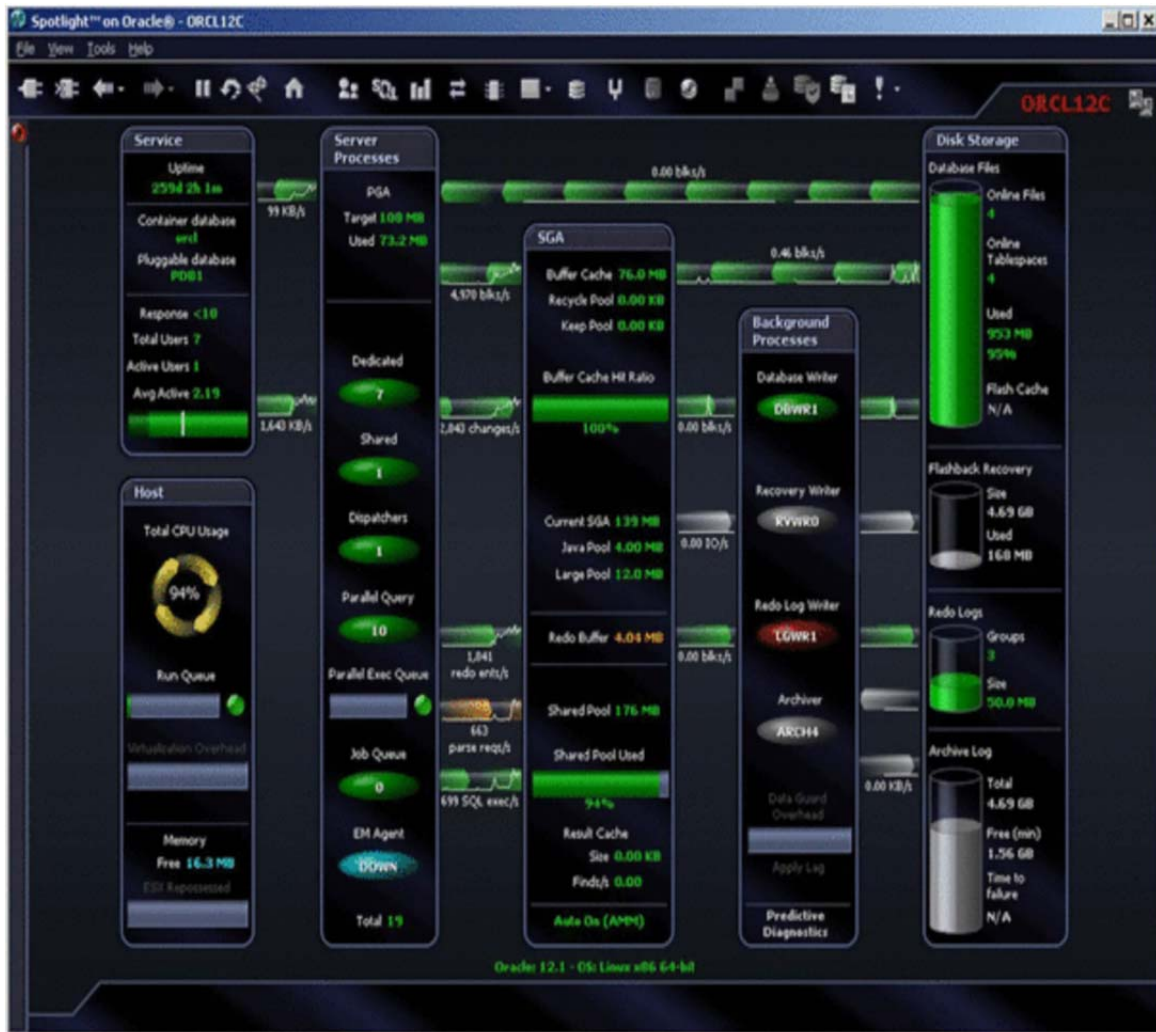 Spotlight™ on Oracle® - ORCL12C
File View Tools Help
SQL
ORCL12C
Service
Uptime
259d 2h 1m
Container database
orcl
Pluggable database
PDB1
Response <10
Total Users 7
Active Users 1
Avg Active 2.19
Host
Total CPU Usage
94%
Run Queue
Virtualization Overhead
Memory
Free 16.3 MB
ESX Repossessed
99 KB/s
1,643 KB/s
Server
Processes
PGA
Target 100 MB
Used 73.2 MB
Dedicated
7
Shared
1
Dispatchers
1
Parallel Query
10
Parallel Exec Queue
Job Queue
0
EM Agent
DOWN
Total 19
0.00 blks/s
4,970 blks/s
2,043 changes/s
1,841
redo ents/s
663
parse reqs/s
699 SQL exec/s
SGA
Buffer Cache 76.0 MB
Recycle Pool 0.00 KB
Keep Pool 0.00 KB
Buffer Cache Hit Ratio
100%
Current SGA 139 MB
Java Pool 4.00 MB
Large Pool 12.0 MB
Redo Buffer 4.04 MB
Shared Pool 176 MB
Shared Pool Used
94%
Result Cache
Size 0.00 KB
Finds/s 0.00
Auto On (AMM)
0.46 blks/s
0.00 blks/s
0.00 IO/s
0.00 blks/s
Background
Processes
Database Writer
DBWR1
Recovery Writer
RVWR0
Redo Log Writer
LGWR1
Archiver
ARCH4
Data Guard
Overhead
Apply Lag
Predictive
Diagnostics
0.00 KB/s
Disk Storage
Database Files
Online Files
4
Online
Tablespaces
4
Used
953 MB
95%
Flash Cache
N/A
Flashback Recovery
Size
4.69 GB
Used
160 MB
Redo Logs
Groups
3
Size
50.0 MB
Archive Log
Total
4.69 GB
Free (min)
1.56 GB
Time to
failure
N/A
Oracle: 12.1 - OS: Linux x86 64-bit